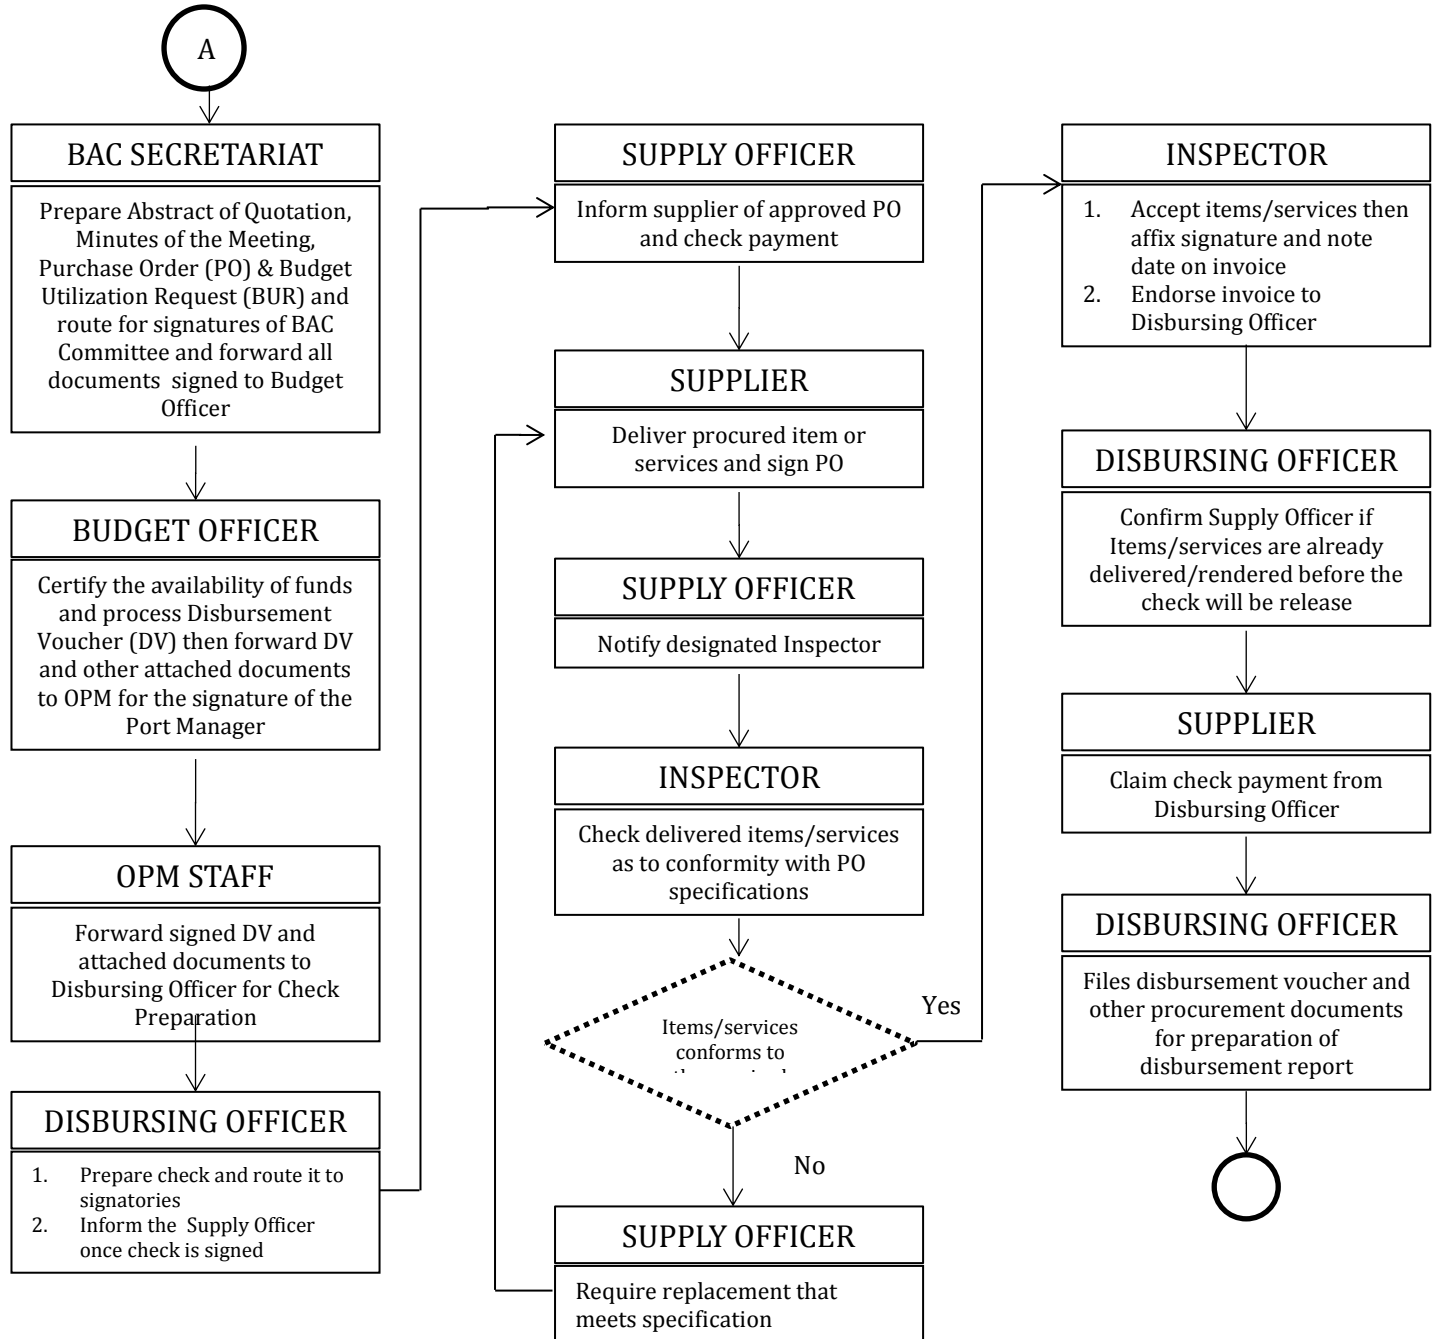 A
BAC SECRETARIAT
Prepare Abstract of Quotation,
Minutes of the Meeting,
Purchase Order (PO) & Budget
Utilization Request (BUR) and
route for signatures of BAC
Committee and forward all
documents signed to Budget
Officer
BUDGET OFFICER
Certify the availability of funds
and process Disbursement
Voucher (DV) then forward DV
and other attached documents
to OPM for the signature of the
Port Manager
OPM STAFF
Forward signed DV and
attached documents to
Disbursing Officer for Check
Preparation
DISBURSING OFFICER
1. Prepare check and route it to
signatories
2. Inform the Supply Officer
once check is signed
SUPPLY OFFICER
Inform supplier of approved PO
and check payment
SUPPLIER
Deliver procured item or
services and sign PO
SUPPLY OFFICER
Notify designated Inspector
INSPECTOR
Check delivered items/services
as to conformity with PO
specifications
Items/services
conforms to
Yes
No
SUPPLY OFFICER
Require replacement that
meets specification
INSPECTOR
1. Accept items/services then
affix signature and note
date on invoice
2. Endorse invoice to
Disbursing Officer
DISBURSING OFFICER
Confirm Supply Officer if
Items/services are already
delivered/rendered before the
check will be release
SUPPLIER
Claim check payment from
Disbursing Officer
DISBURSING OFFICER
Files disbursement voucher and
other procurement documents
for preparation of
disbursement report